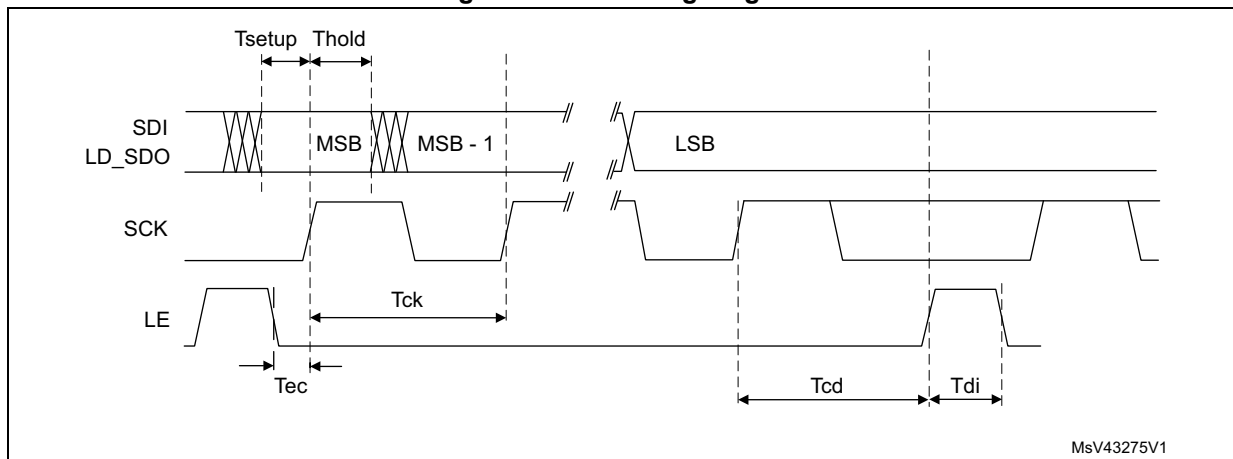 Tsetup Thold
SDI
LD_SDO
MSB MSB - 1 LSB
SCK
Tck
LE
Tec Tcd Tdi
MsV43275V1